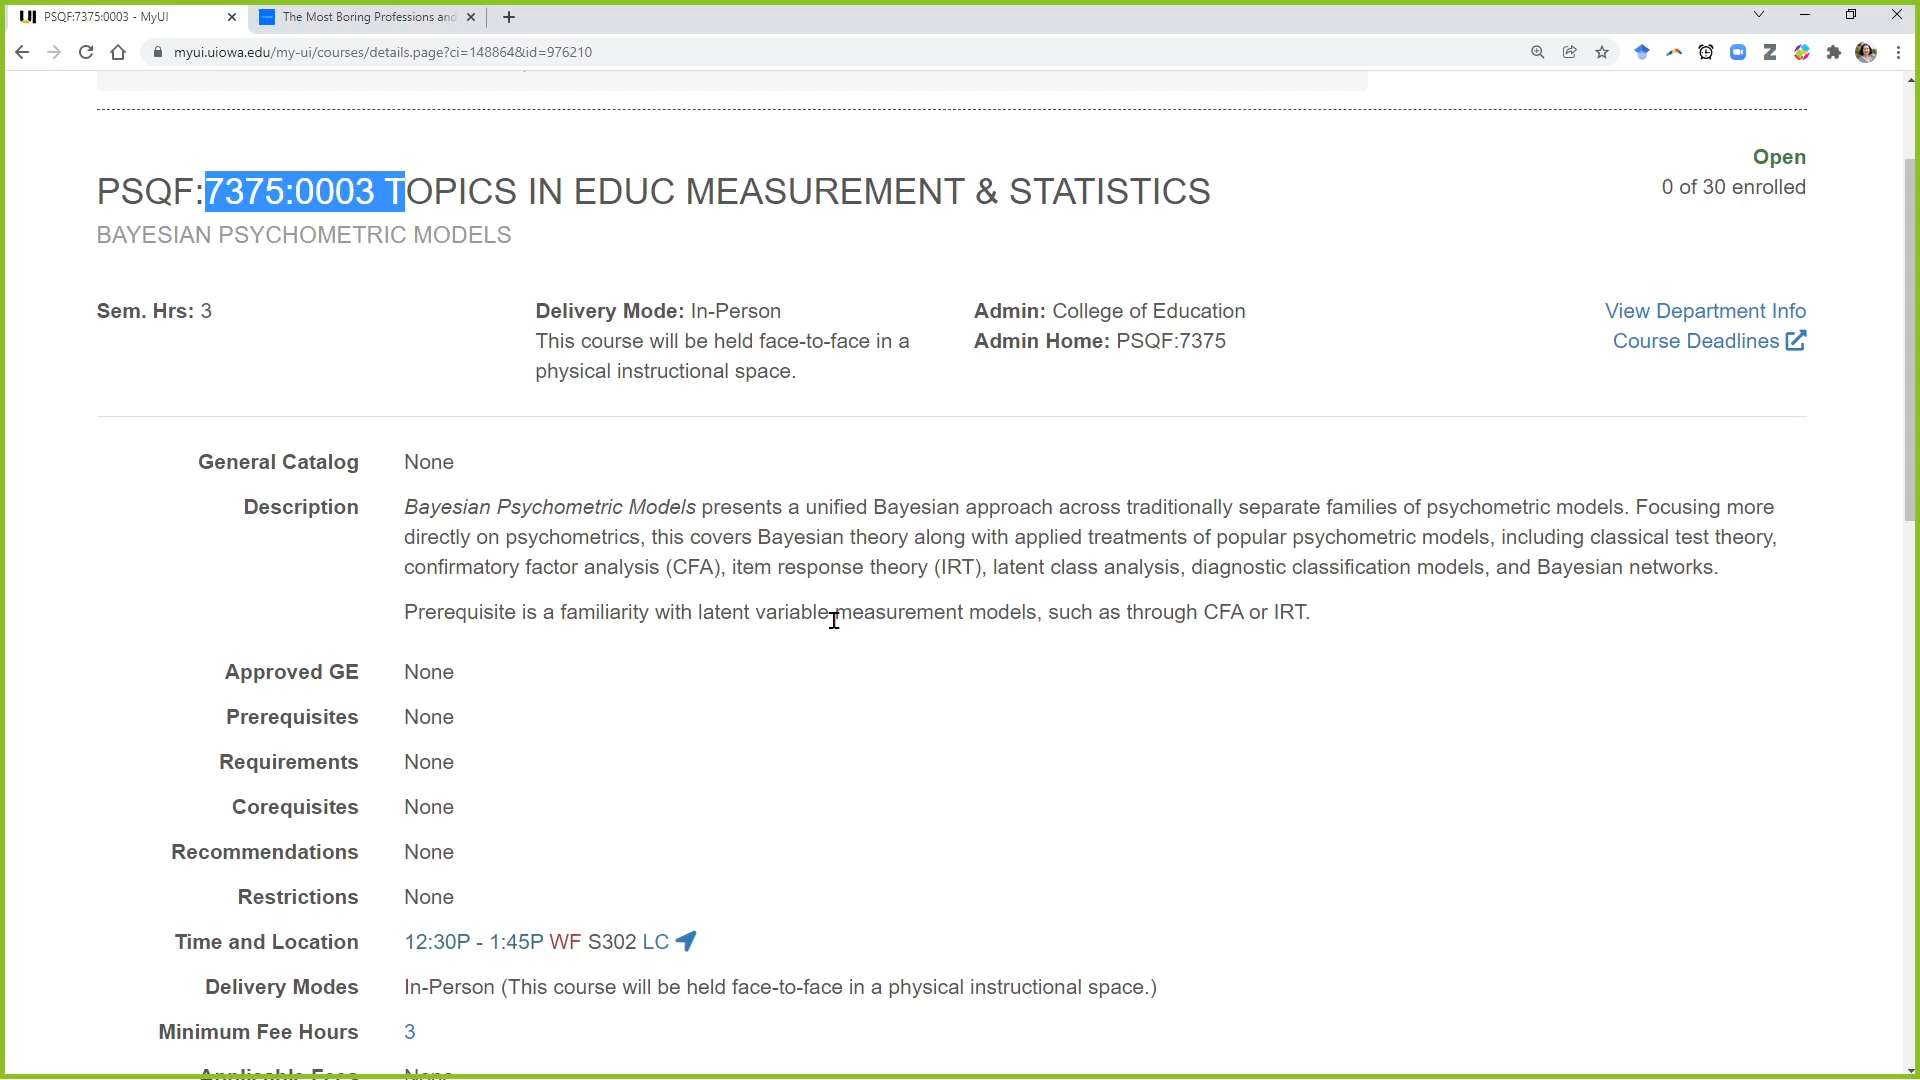 PSQF:7375:0003 - MyUI
The Most Boring Professions and
myui.uiowa.edu/my-ui/courses/details.page?ci=148864&id=976210
Open
PSQF:7375:0003 TOPICS IN EDUC MEASUREMENT & STATISTICS
0 of 30 enrolled
BAYESIAN PSYCHOMETRIC MODELS
Sem. Hrs: 3
Delivery Mode: In-Person
This course will be held face-to-face in a
physical instructional space.
Admin: College of Education
Admin Home: PSQF:7375
View Department Info
Course Deadlines
General Catalog None
Description Bayesian Psychometric Models presents a unified Bayesian approach across traditionally separate families of psychometric models. Focusing more
directly on psychometrics, this covers Bayesian theory along with applied treatments of popular psychometric models, including classical test theory,
confirmatory factor analysis (CFA), item response theory (IRT), latent class analysis, diagnostic classification models, and Bayesian networks.
Prerequisite is a familiarity with latent variable measurement models, such as through CFA or IRT.
Approved GE None
Prerequisites None
Requirements None
Corequisites None
Recommendations None
Restrictions None
Time and Location 12:30P - 1:45P WF S302 LC
Delivery Modes In-Person (This course will be held face-to-face in a physical instructional space.)
Minimum Fee Hours 3
Applicable Fees None